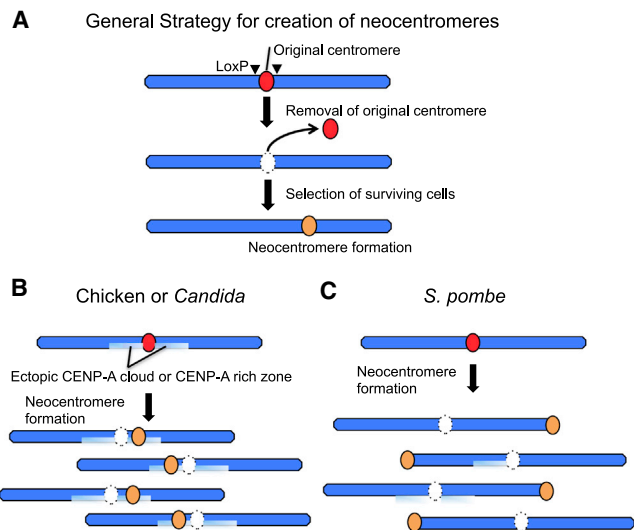 A
General Strategy for creation of neocentromeres
Original centromere
LoxP
Removal of original centromere
Selection of surviving cells
Neocentromere formation
B
Chicken or Candida
Ectopic CENP-A cloud or CENP-A rich zone
Neocentromere
formation
C
S. pombe
Neocentromere
formation